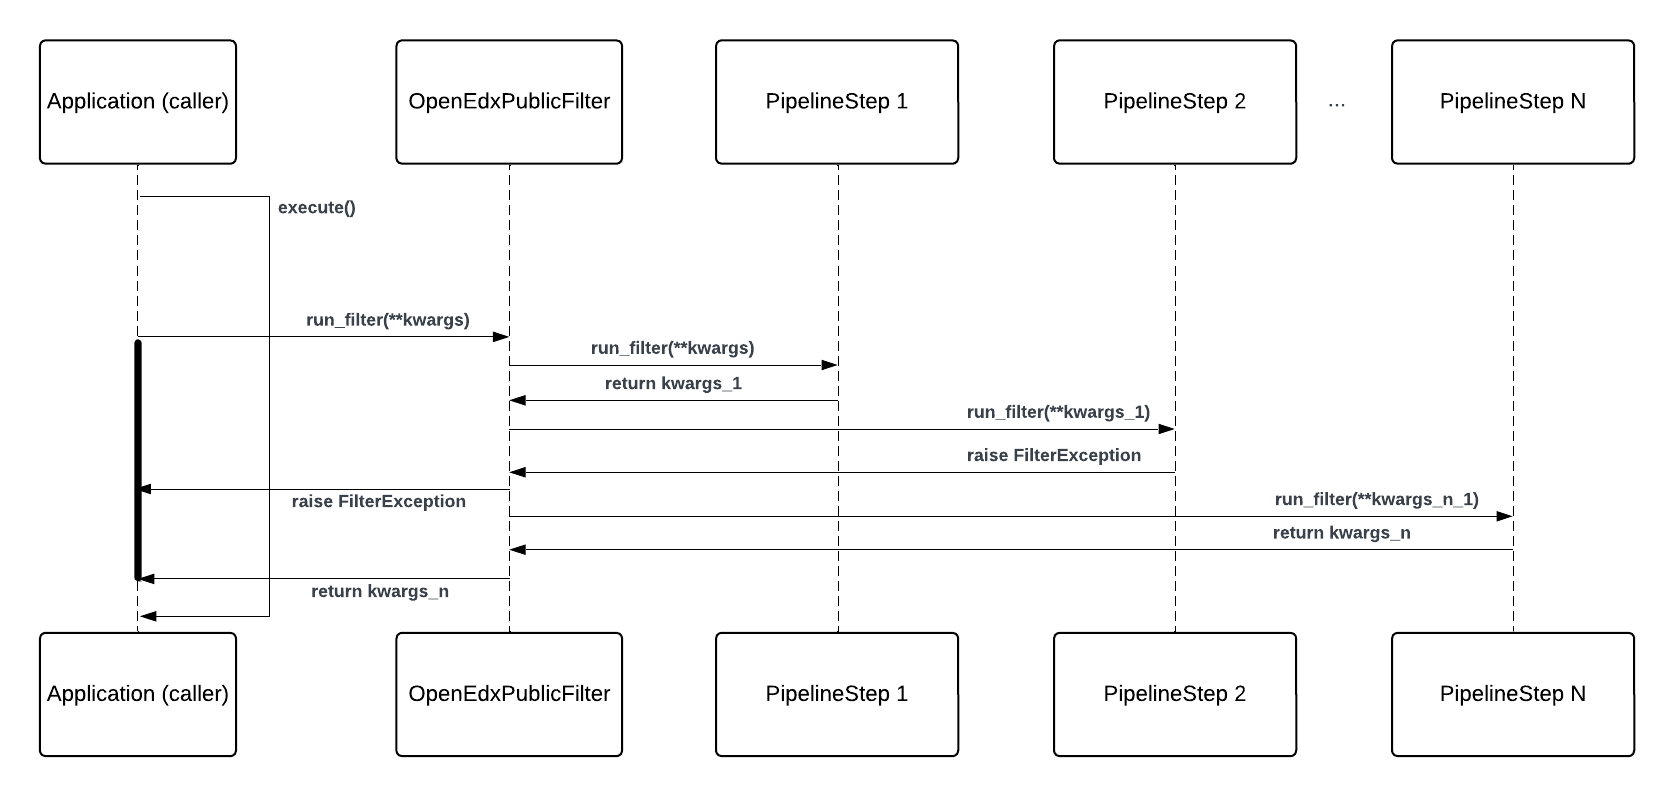 Application (caller)
OpenEdxPublicFilter
PipelineStep 1
PipelineStep 2
...
PipelineStep N
execute()
run_filter(**kwargs)
run_filter(**kwargs)
return kwargs_1
run_filter(**kwargs_1)
raise FilterException
raise FilterException
run_filter(**kwargs_n_1)
return kwargs_n
return kwargs_n
Application (caller)
OpenEdxPublicFilter
PipelineStep 1
PipelineStep 2
PipelineStep N